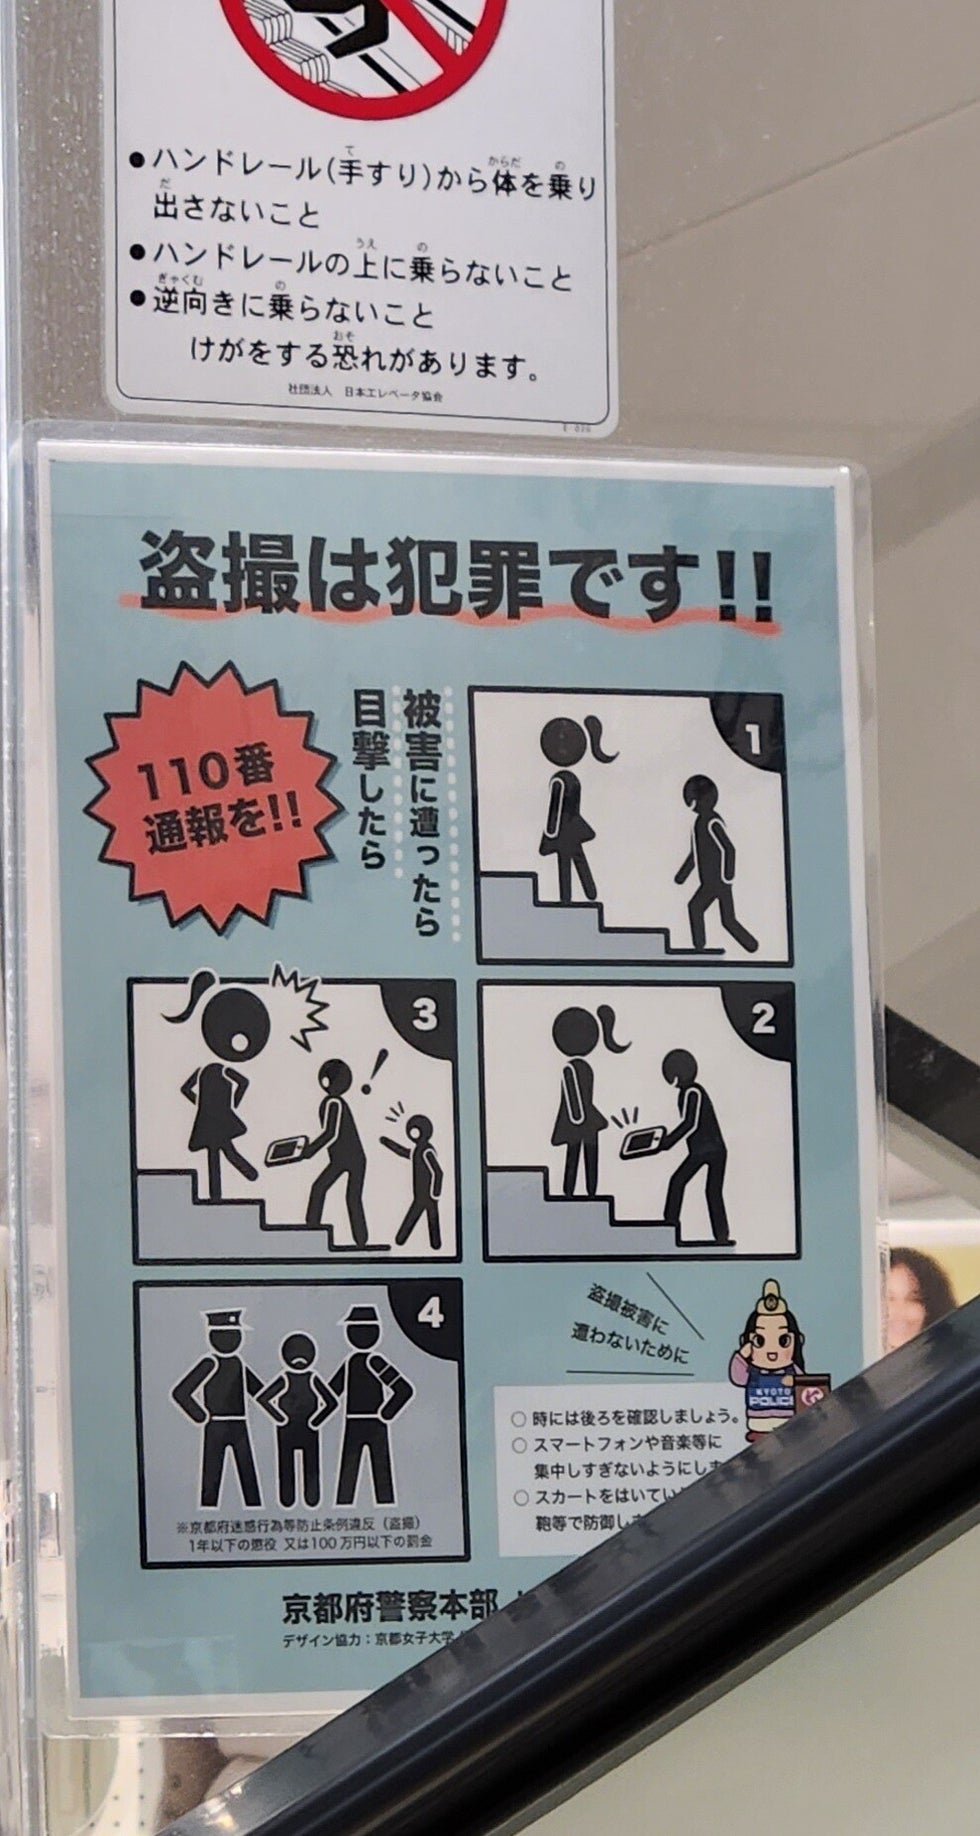 ●ハンドレール(手すり)から体を乗り
出さないこと
●ハンドレールの上に乗らないこと
●逆向きに乗らないこと
けがをする恐れがあります。
社団法人 日本エレベータ協会
盗撮は犯罪です!!
被害に遭ったら
目撃したら
110番
通報を!!
1
2
3
4
※京都府迷惑行為等防止条例違反(盗撮)
1年以下の懲役 又は100万円以下の罰金
盗撮被害に
遭わないために
KYOTO
POLICE
○ 時には後ろを確認しましょう。
○ スマートフォンや音楽等に
集中しすぎないようにしま
○ スカートをはいてい
鞄等で防御しま
京都府警察本部
デザイン協力:京都女子大学